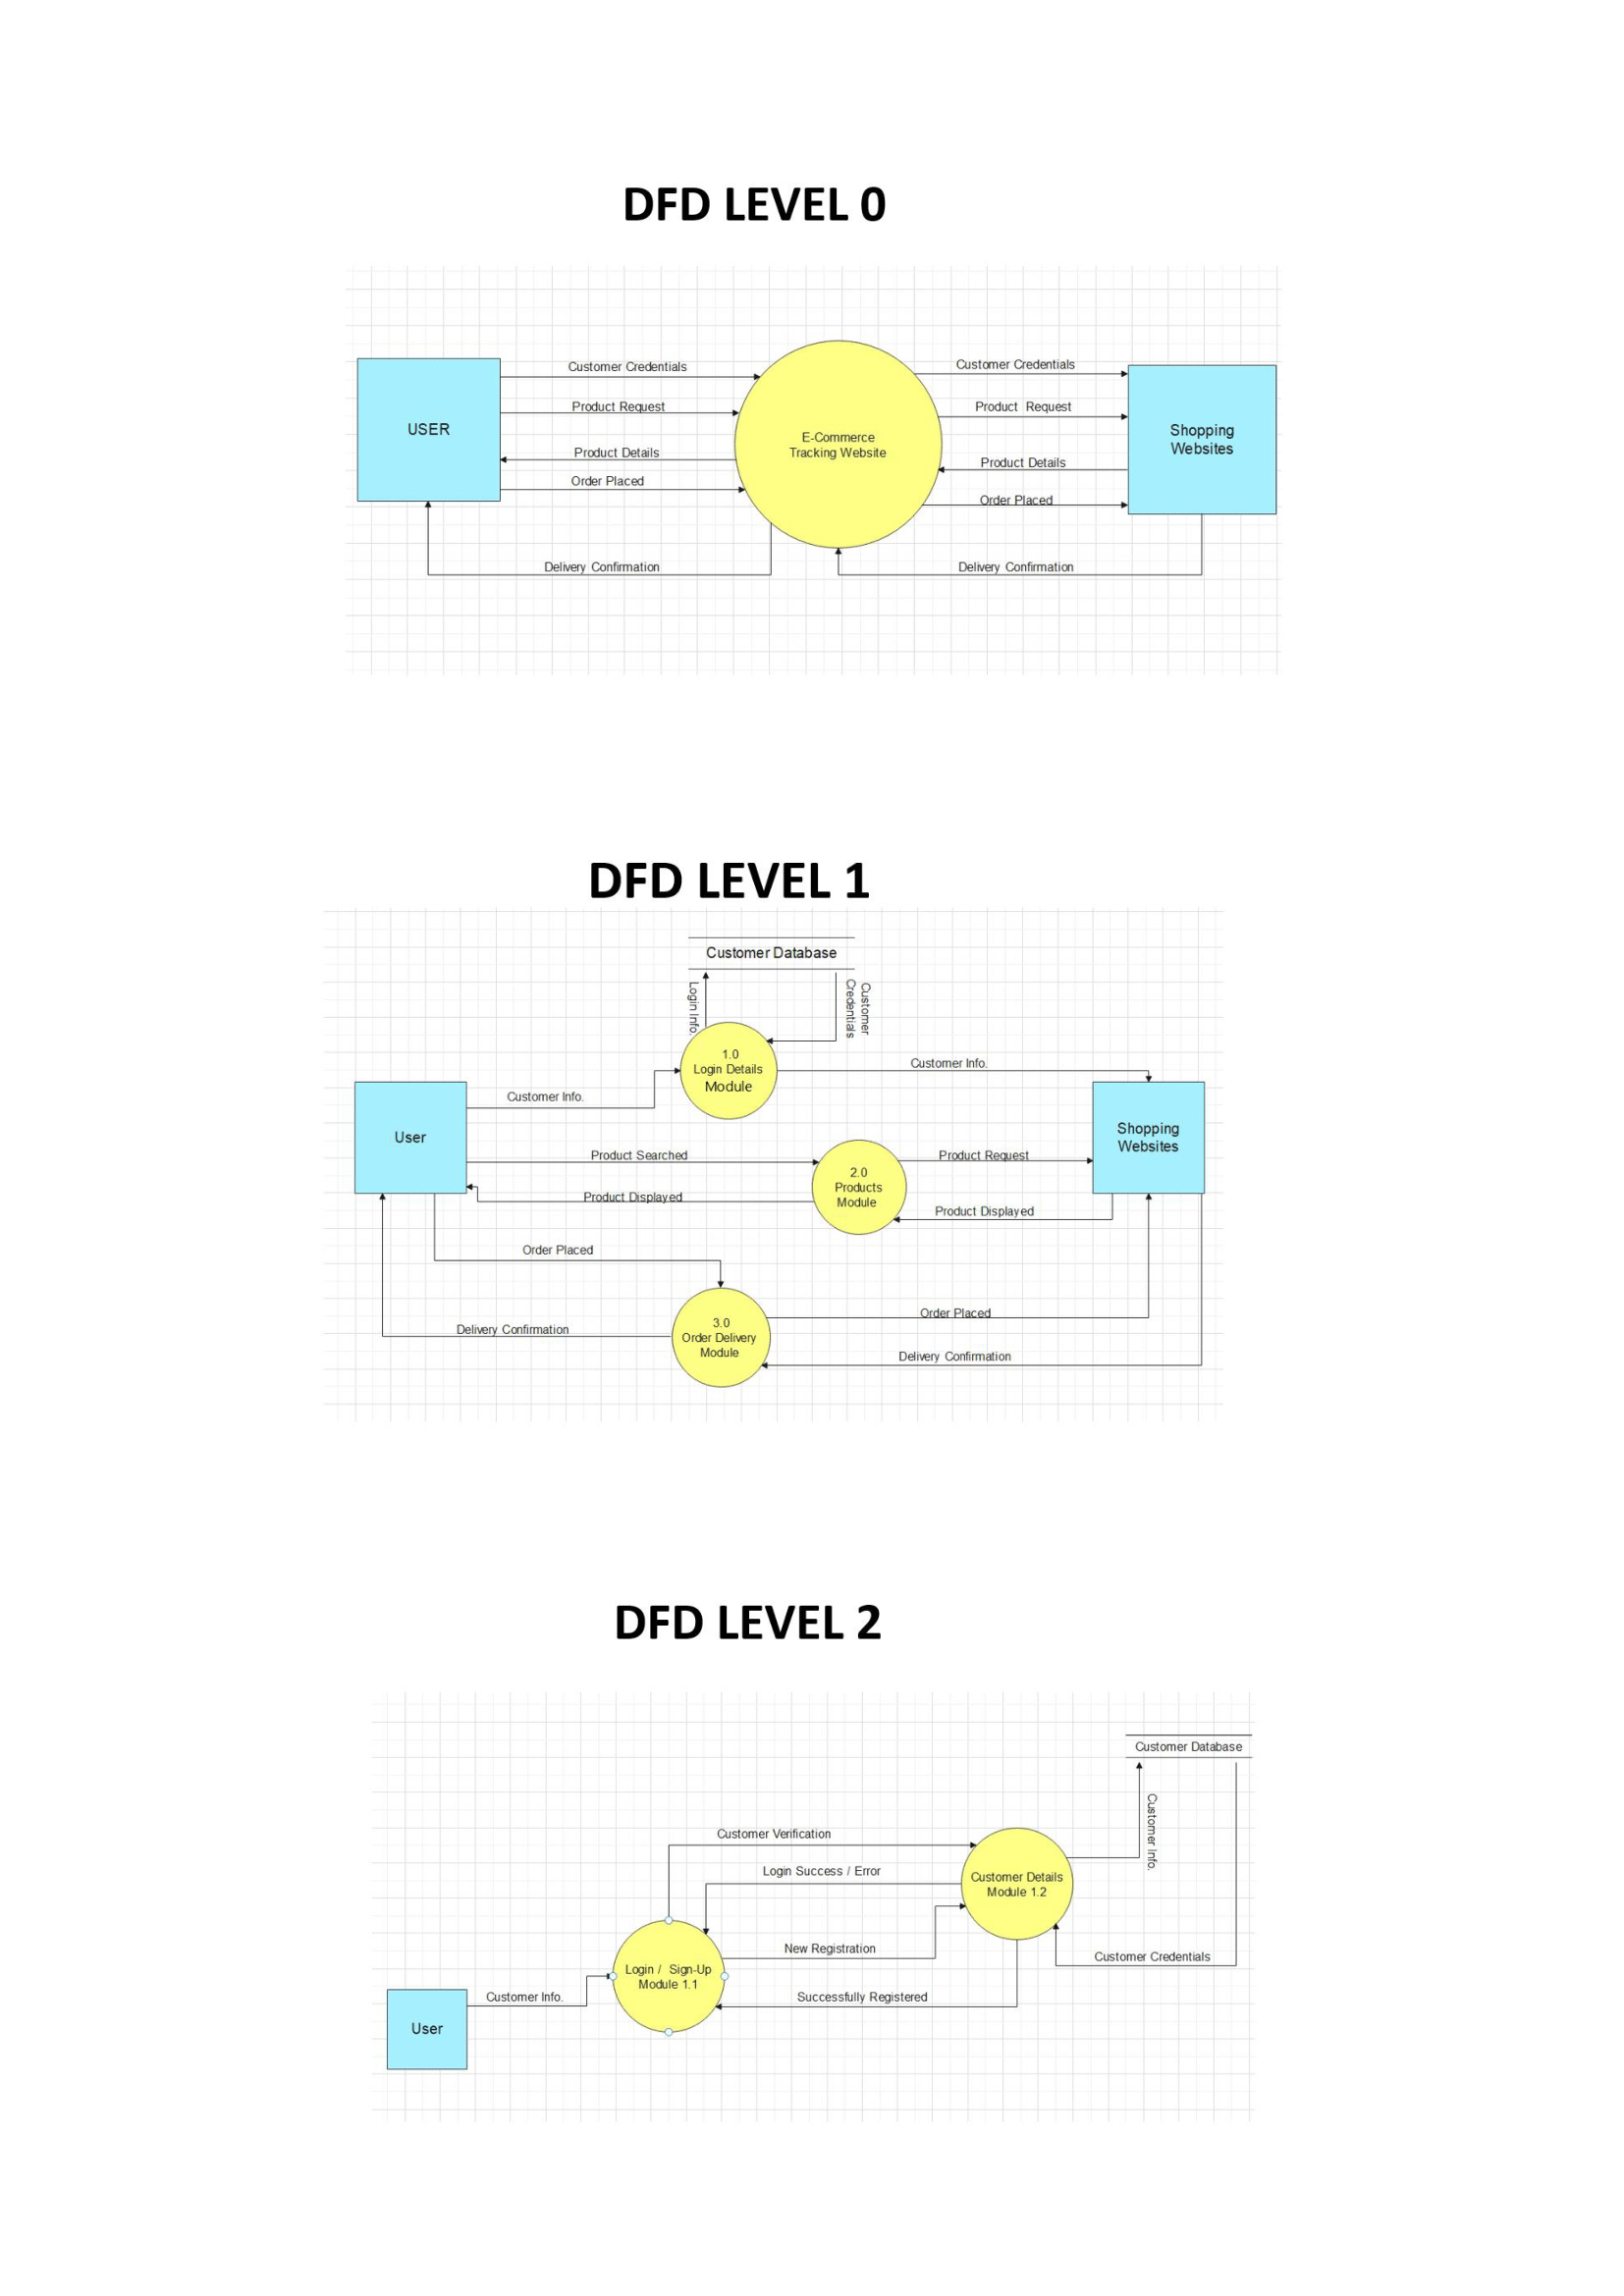 DFD LEVEL 0
Customer Credentials
Customer Credentials
Product Request
Product  Request
USER
E-Commerce
Tracking Website
Shopping
Websites
Product Details
Product Details
Order Placed
Order Placed
Delivery Confirmation
Delivery Confirmation
DFD LEVEL 1
Customer Database
Login Info.
Customer
Credentials
1.0
Login Details
Module
Customer Info.
Customer Info.
User
Shopping
Websites
Product Searched
Product Request
2.0
Products
Module
Product Displayed
Product Displayed
Order Placed
Order Placed
3.0
Order Delivery
Module
Delivery Confirmation
Delivery Confirmation
DFD LEVEL 2
Customer Database
Customer Info.
Customer Verification
Login Success / Error
Customer Details
Module 1.2
New Registration
Customer Credentials
Login /  Sign-Up
Module 1.1
Customer Info.
Successfully Registered
User